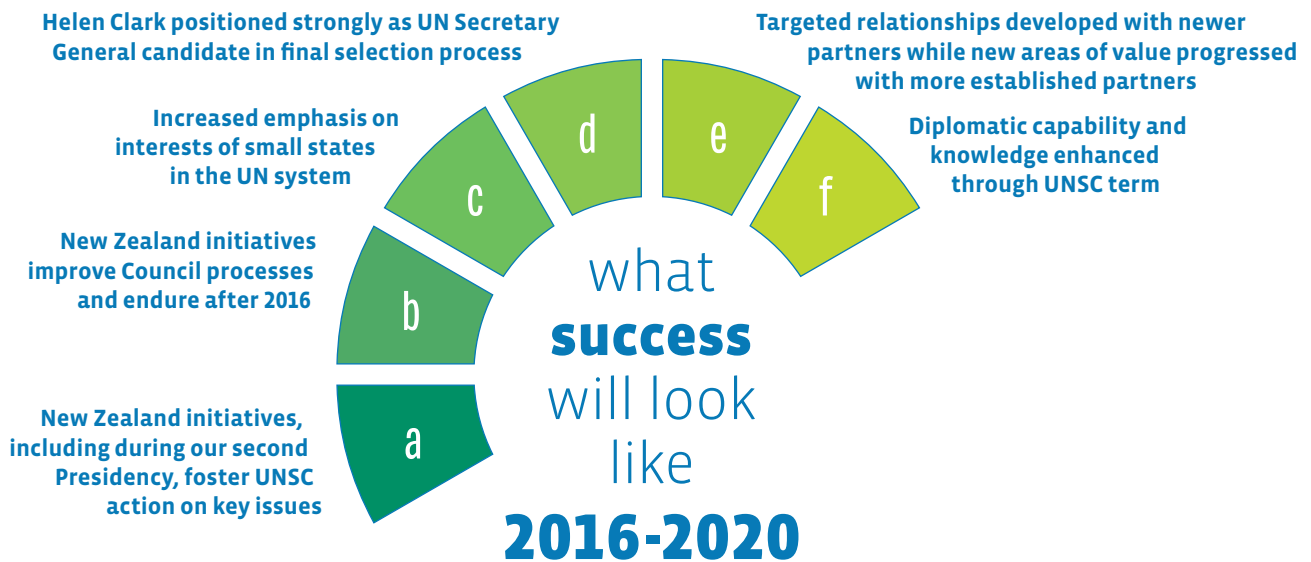 Helen Clark positioned strongly as UN Secretary
General candidate in final selection process
Targeted relationships developed with newer
partners while new areas of value progressed
with more established partners
Increased emphasis on
interests of small states
in the UN system
Diplomatic capability and
knowledge enhanced
through UNSC term
New Zealand initiatives
improve Council processes
and endure after 2016
New Zealand initiatives,
including during our second
Presidency, foster UNSC
action on key issues
a
b
c
d
e
f
what
success
will look
like
2016-2020